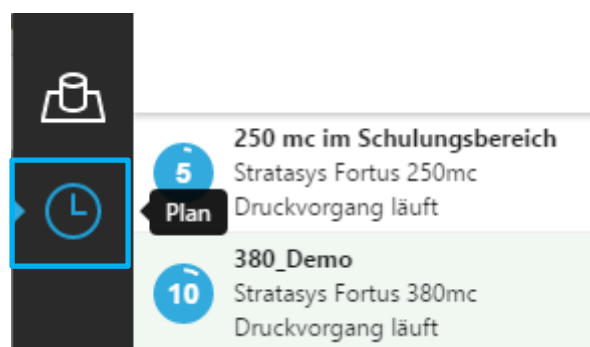 250 mc im Schulungsbereich
5
Stratasys Fortus 250mc
Plan
Druckvorgang läuft
380_Demo
10
Stratasys Fortus 380mc
Druckvorgang läuft